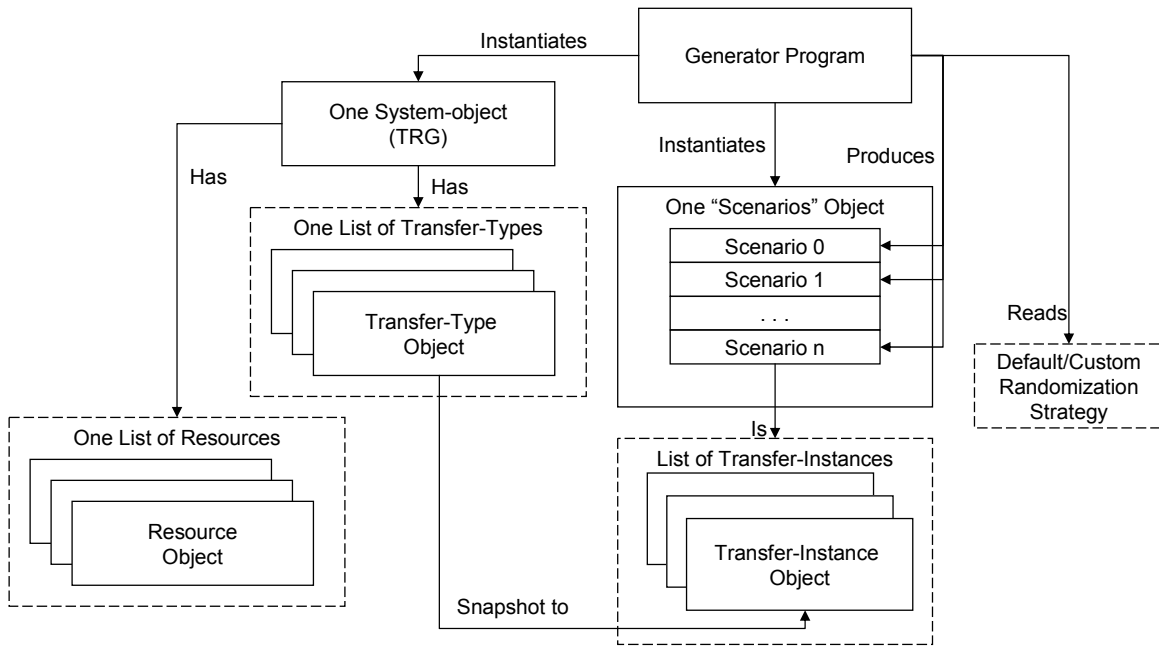 Instantiates
Generator Program
One System-object
(TRG)
Instantiates
Produces
Has
Has
One "Scenarios" Object
One List of Transfer-Types
Scenario 0
Scenario 1
. . .
Scenario n
Transfer-Type
Object
Reads
Default/Custom
Randomization
Strategy
One List of Resources
Is
List of Transfer-Instances
Resource
Object
Transfer-Instance
Object
Snapshot to